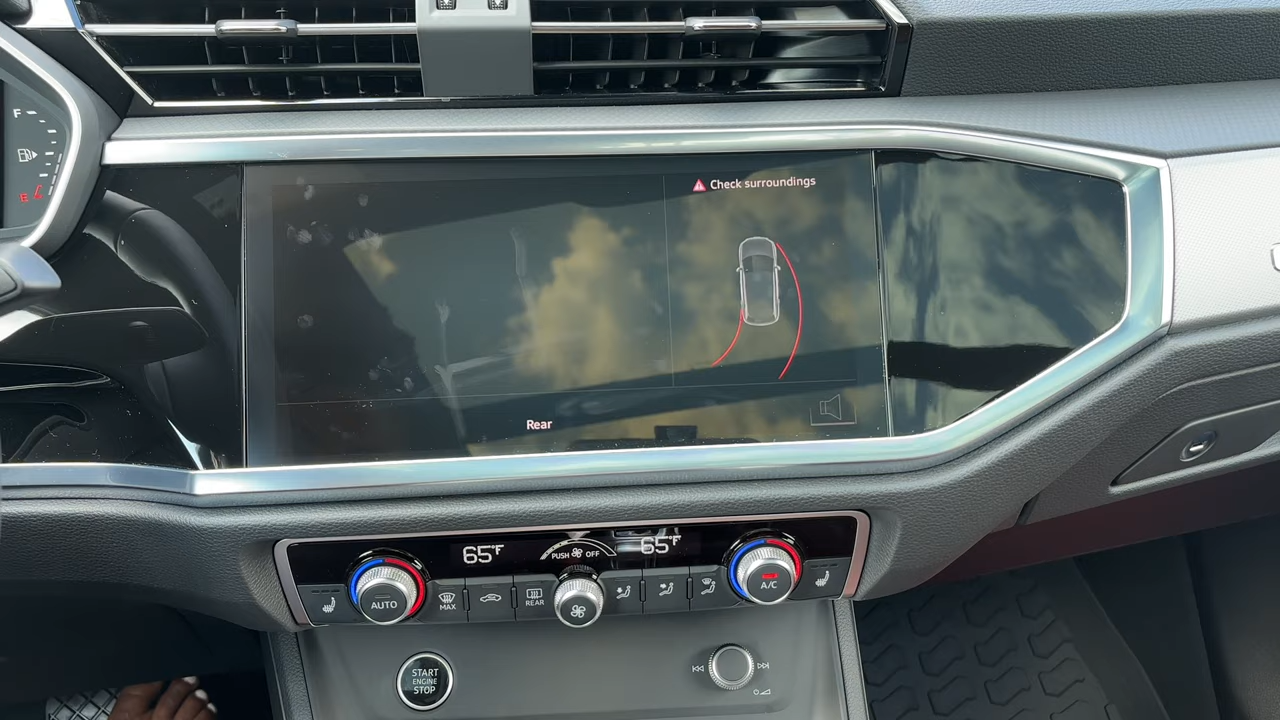 F
E
Check surroundings
Rear
65°F
PUSH OFF
65°F
AUTO
MAX
REAR
A/C
START
ENGINE
STOP